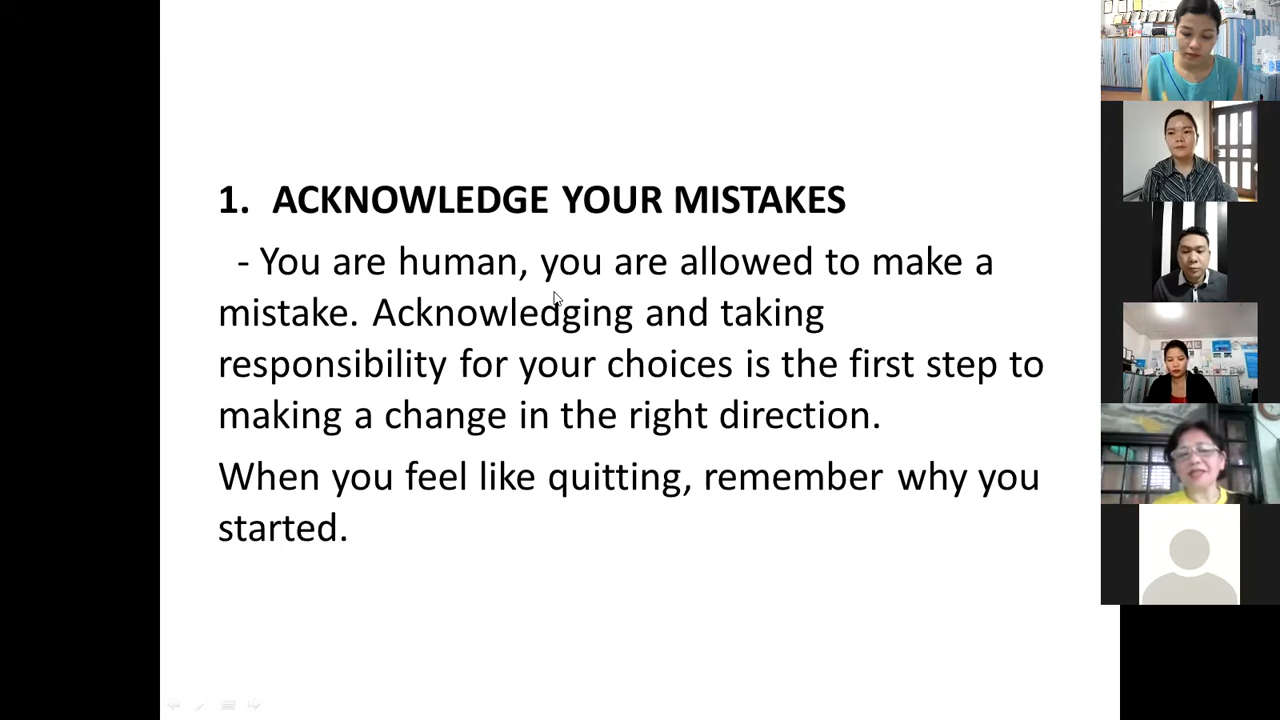 1. ACKNOWLEDGE YOUR MISTAKES
- You are human, you are allowed to make a
mistake. Acknowledging and taking
responsibility for your choices is the first step to
making a change in the right direction.
When you feel like quitting, remember why you
started.